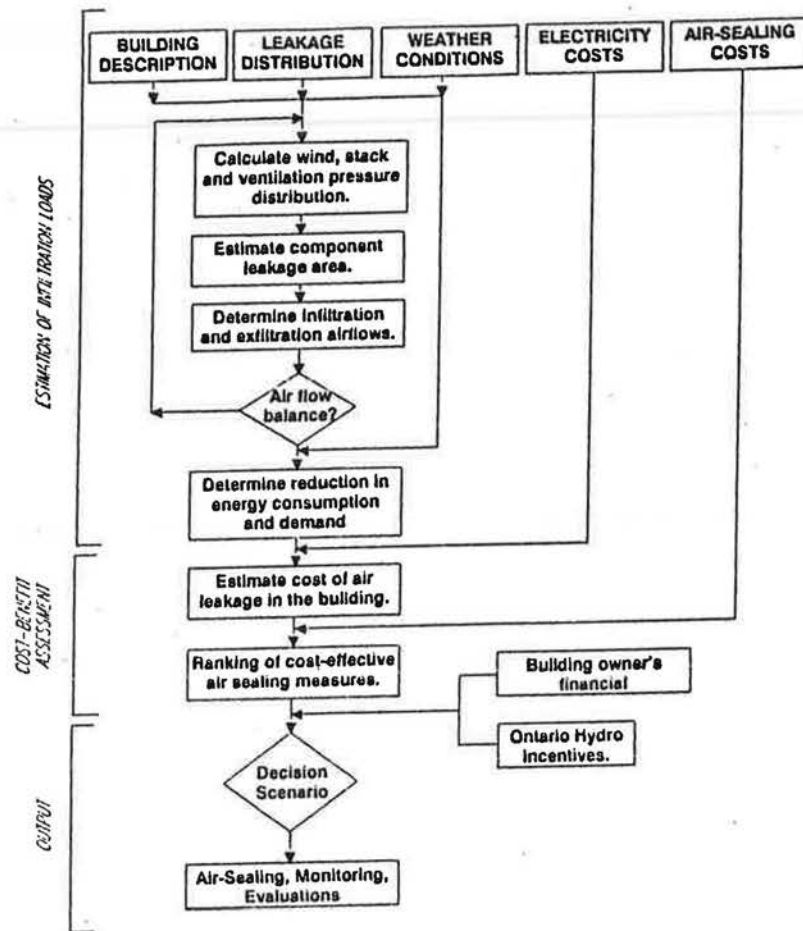 BUILDING
DESCRIPTION
LEAKAGE
DISTRIBUTION
WEATHER
CONDITIONS
ELECTRICITY
COSTS
AIR-SEALING
COSTS
ESTIMATION OF INFILTRATION LOADS
Calculate wind, stack
and ventilation pressure
distribution.
Estimate component
leakage area.
Determine infiltration
and exfiltration airflows.
Air flow
balance?
Determine reduction in
energy consumption
and demand
COST-BENEFIT
ASSESSMENT
Estimate cost of air
leakage in the building.
Ranking of cost-effective
air sealing measures.
Building owner's
financial
Ontario Hydro
Incentives.
OUTPUT
Decision
Scenario
Air-Sealing, Monitoring,
Evaluations